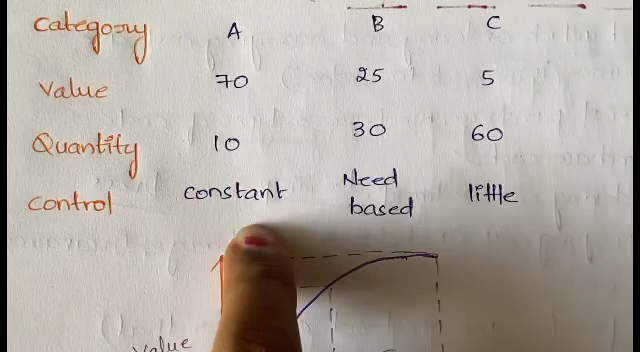 Category A B C
Value 70 25 5
Quantity 10 30 60
Control constant Need based little
Value